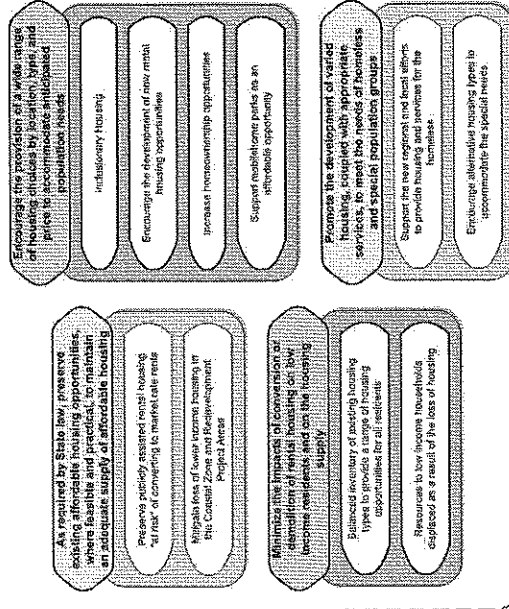 As required by State law, preserve
existing affordable housing opportunities,
where feasible and practical, to maintain
an adequate supply of affordable housing
Preserve publicly assisted rental housing
"at risk" of converting to market rate rents
Mitigate loss of lower income housing in
the Coastal Zone and Redevelopment
Project Areas
Minimize the impacts of conversion or
demolition of rental housing on low
income residents and on the housing
supply
Balanced inventory of existing housing
types to provide a range of housing
opportunities for all residents
Resources to low income households
displaced as a result of the loss of housing
Encourage the provision of a wide range
of housing choices by location, type, and
price to accommodate anticipated
population needs
Inclusionary Housing
Encourage the development of new rental
housing opportunities
Increase homeownership opportunities
Support mobilehome parks as an
affordable opportunity
Promote the development of varied
housing, coupled with appropriate
services, to meet the needs of homeless
and special population groups
Support the new regional and local efforts
to provide housing and services for the
homeless
Encourage alternative housing types to
accommodate the special needs.